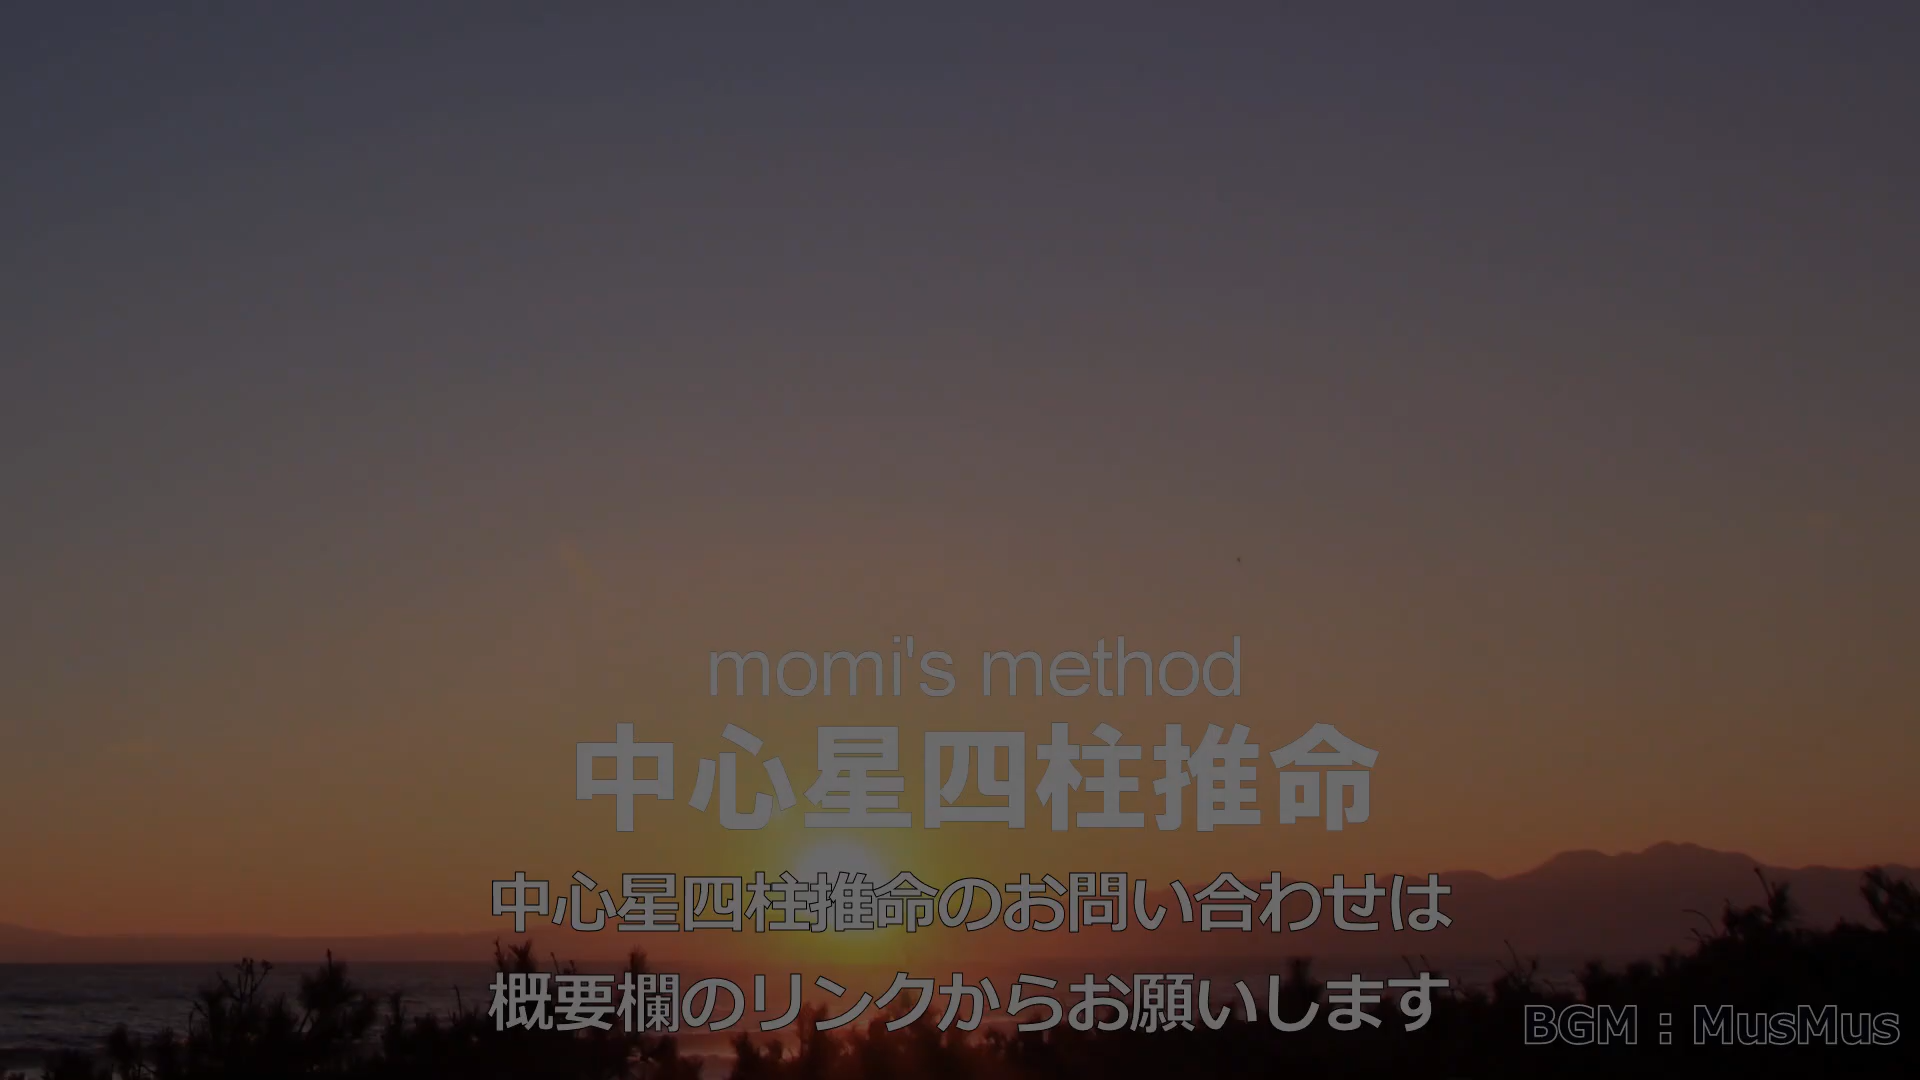 momi's method
中心星四柱推命
中心星四柱推命のお問い合わせは
概要欄のリンクからお願いします
BGM : MusMus